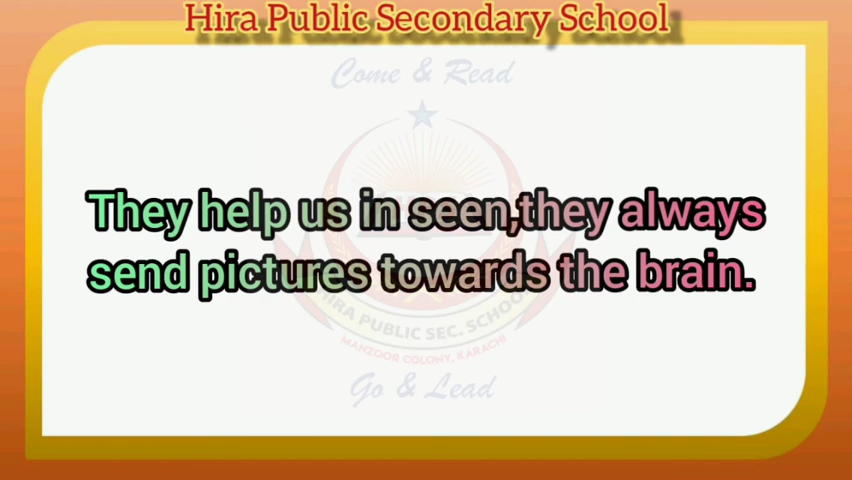 Hira Public Secondary School
Come & Read
They help us in seen,they always
send pictures towards the brain.
HIRA PUBLIC SEC. SCHOOL
MANZOOR COLONY, KARACHI
Go & Lead